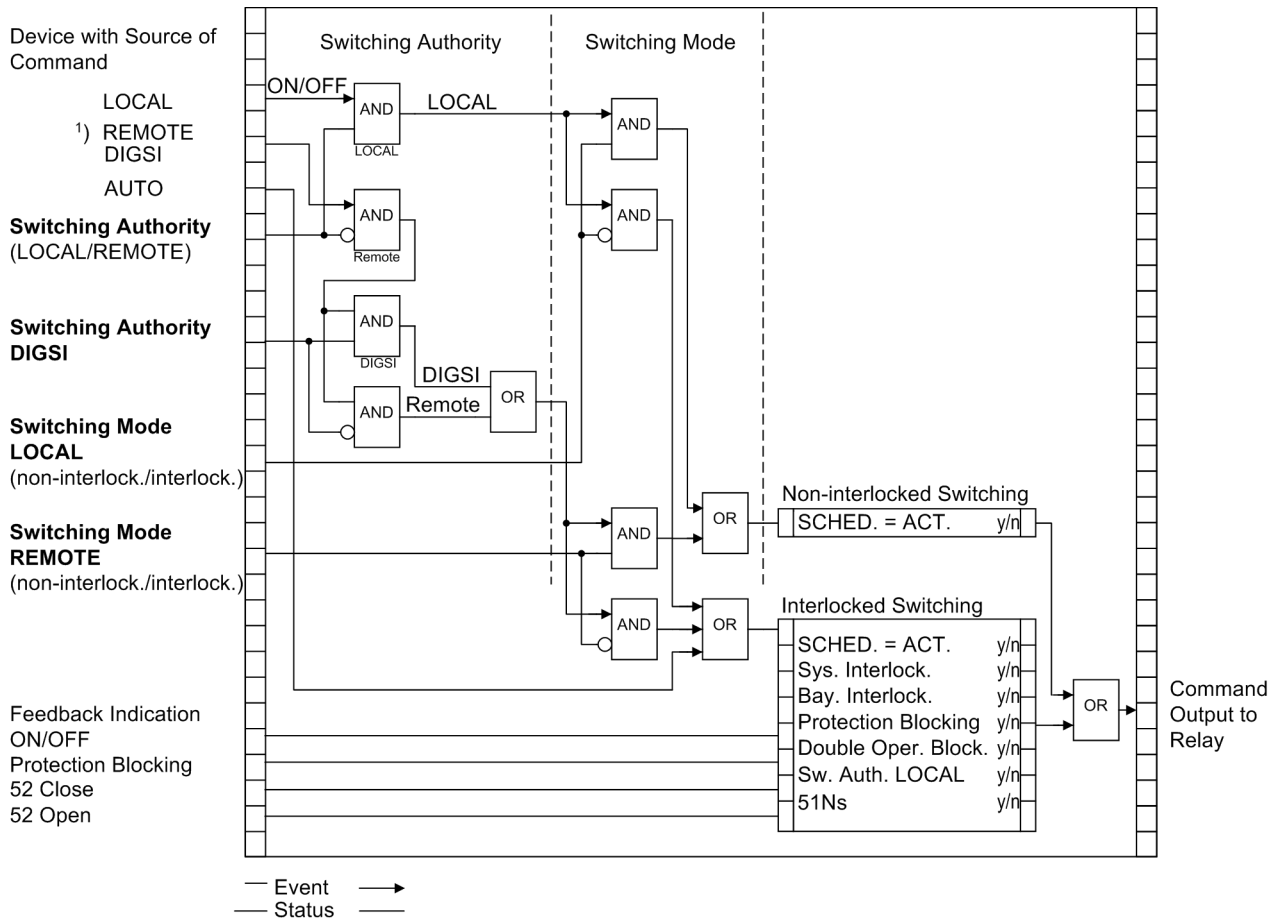 Device with Source of
Command
LOCAL
1) REMOTE
DIGSI
AUTO
Switching Authority
(LOCAL/REMOTE)
Switching Authority
DIGSI
Switching Mode
LOCAL
(non-interlock./interlock.)
Switching Mode
REMOTE
(non-interlock./interlock.)
Feedback Indication
ON/OFF
Protection Blocking
52 Close
52 Open
Switching Authority
Switching Mode
ON/OFF
AND
LOCAL
LOCAL
AND
Remote
AND
DIGSI
DIGSI
AND
Remote
OR
AND
AND
AND
OR
AND
OR
Non-interlocked Switching
SCHED. = ACT. y/n
Interlocked Switching
SCHED. = ACT. y/n
Sys. Interlock. y/n
Bay. Interlock. y/n
Protection Blocking y/n
Double Oper. Block. y/n
Sw. Auth. LOCAL y/n
51Ns y/n
OR
Command
Output to
Relay
Event
Status